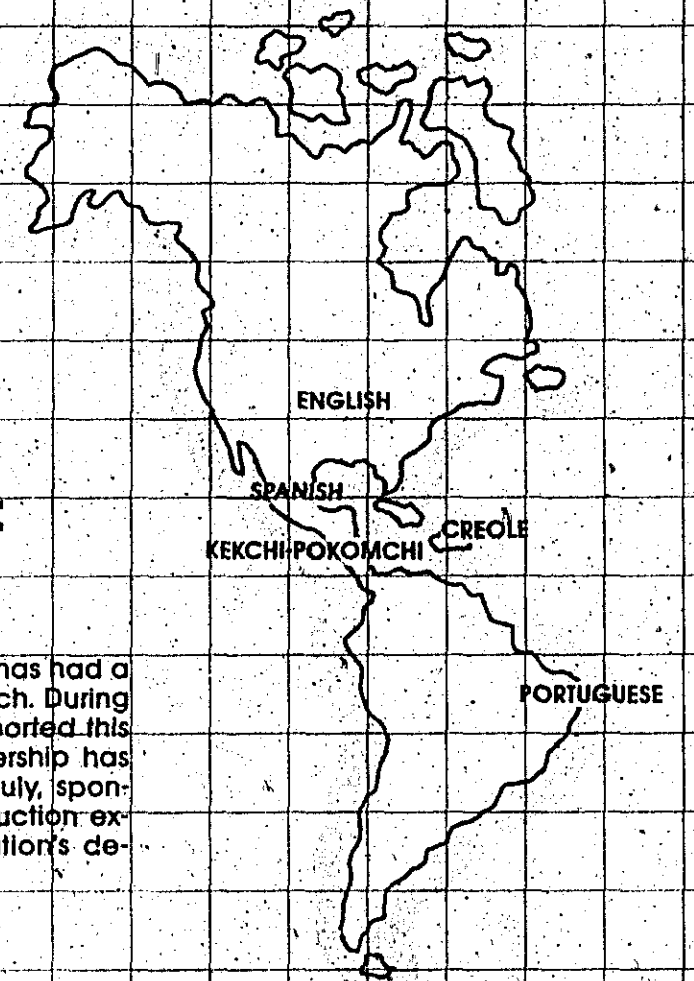 ENGLISH
SPANISH
CREOLE
KEKCHI-POKOMCHI
has had a
ch. During
ported this
ership has
uly, spon-
uction ex-
tion's de-
PORTUGUESE